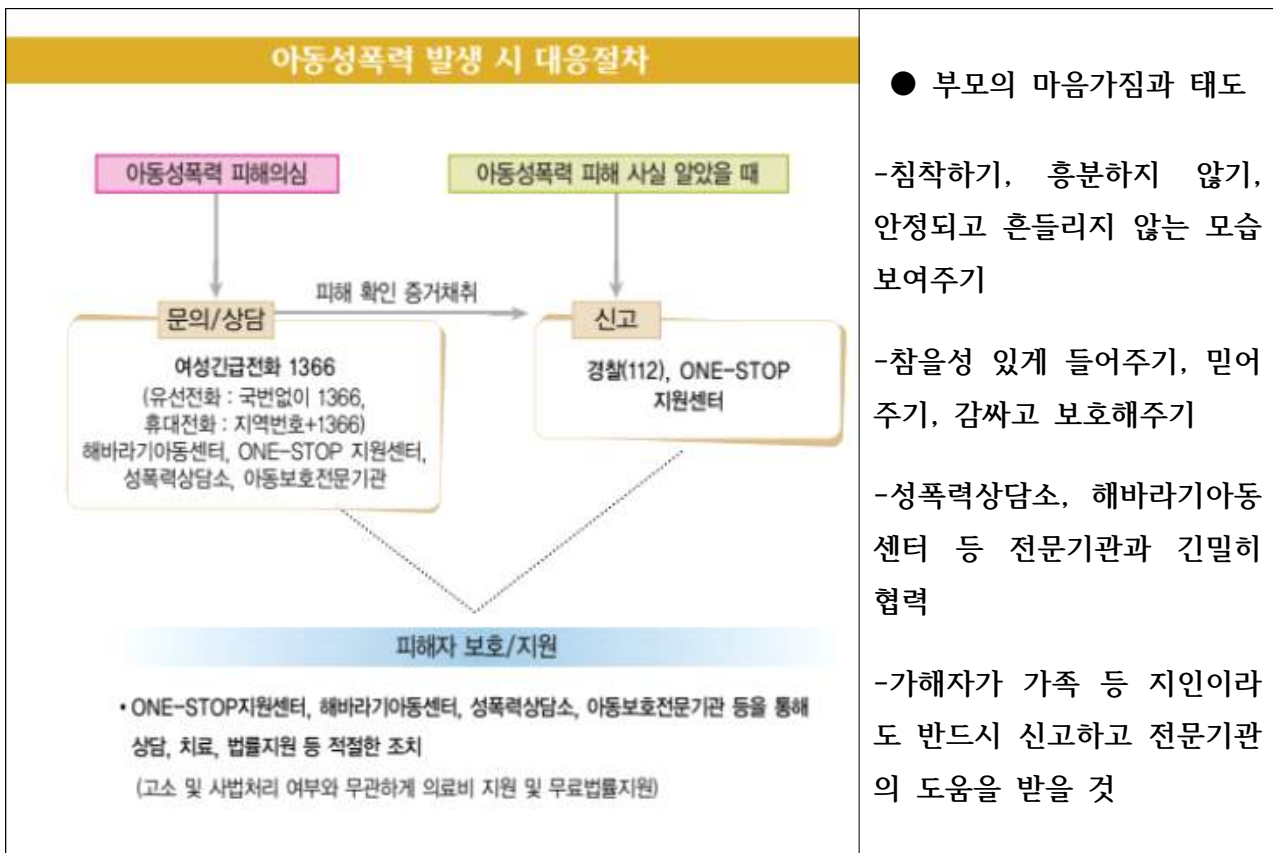 아동성폭력 발생 시 대응절차
아동성폭력 피해의심
아동성폭력 피해 사실 알았을 때
피해 확인 증거채취
문의/상담
여성긴급전화 1366
(유선전화 : 국번없이 1366,
휴대전화 : 지역번호+1366)
해바라기아동센터, ONE-STOP 지원센터,
성폭력상담소, 아동보호전문기관
신고
경찰(112), ONE-STOP
지원센터
피해자 보호/지원
• ONE-STOP지원센터, 해바라기아동센터, 성폭력상담소, 아동보호전문기관 등을 통해
상담, 치료, 법률지원 등 적절한 조치
(고소 및 사법처리 여부와 무관하게 의료비 지원 및 무료법률지원)
● 부모의 마음가짐과 태도
-침착하기, 흥분하지 않기,
안정되고 흔들리지 않는 모습
보여주기
-참을성 있게 들어주기, 믿어
주기, 감싸고 보호해주기
-성폭력상담소, 해바라기아동
센터 등 전문기관과 긴밀히
협력
-가해자가 가족 등 지인이라
도 반드시 신고하고 전문기관
의 도움을 받을 것